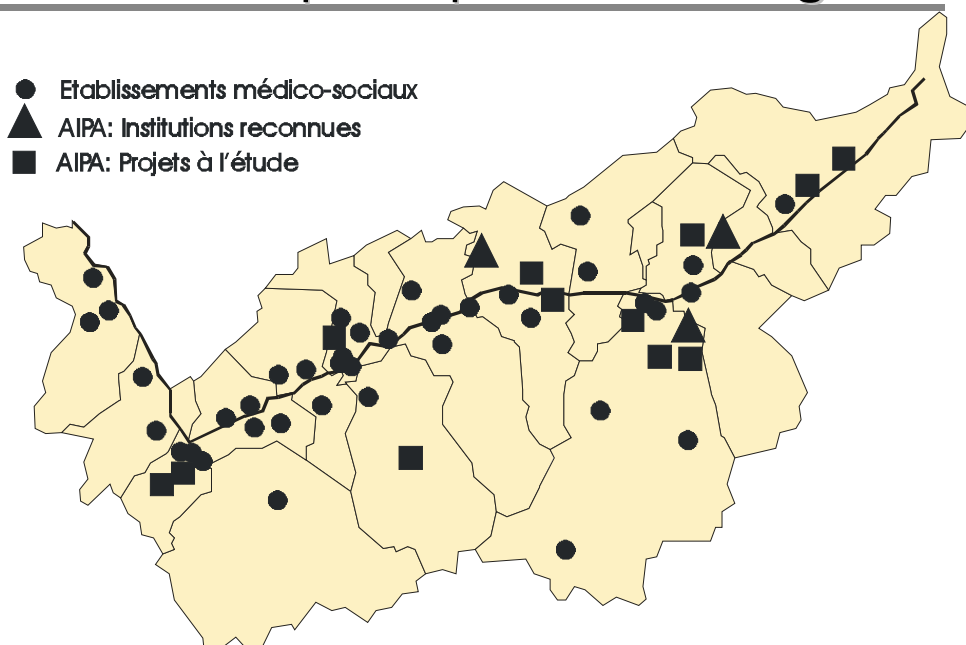 Etablissements médico-sociaux
AIPA: Institutions reconnues
AIPA: Projets à l'étude